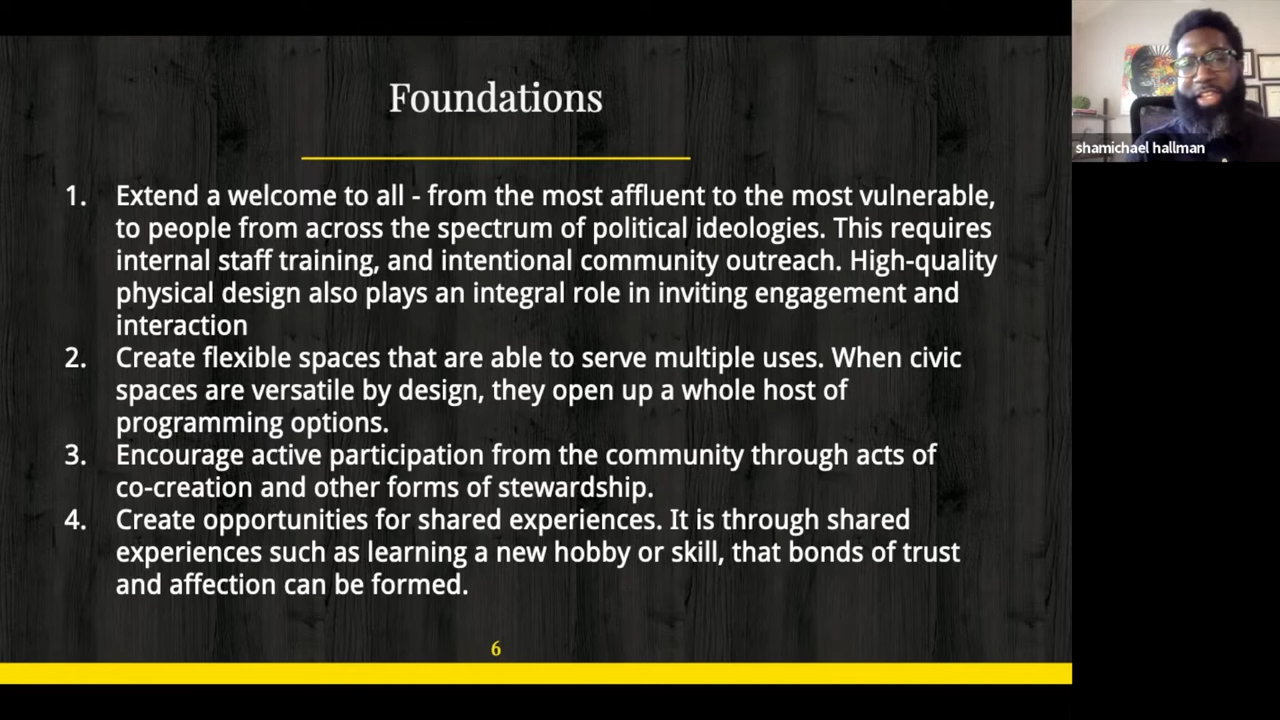 Foundations
1. Extend a welcome to all - from the most affluent to the most vulnerable,
to people from across the spectrum of political ideologies. This requires
internal staff training, and intentional community outreach. High-quality
physical design also plays an integral role in inviting engagement and
interaction
2. Create flexible spaces that are able to serve multiple uses. When civic
spaces are versatile by design, they open up a whole host of
programming options.
3. Encourage active participation from the community through acts of
co-creation and other forms of stewardship.
4. Create opportunities for shared experiences. It is through shared
experiences such as learning a new hobby or skill, that bonds of trust
and affection can be formed.
6
shamichael hallman